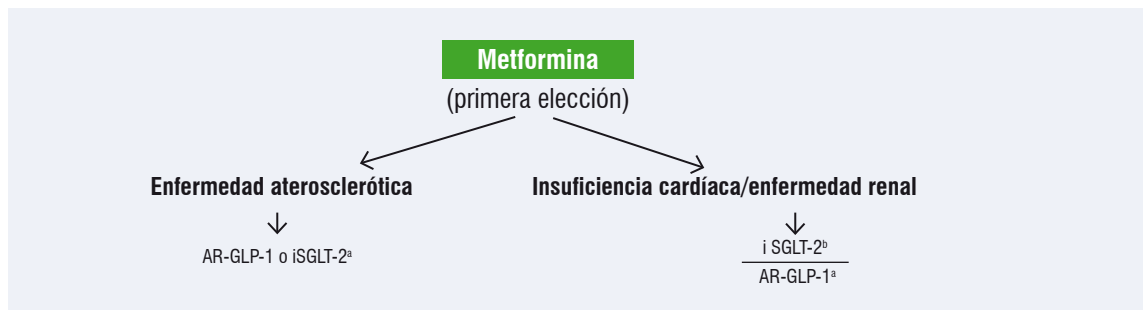 Metformina
(primera elección)
Enfermedad aterosclerótica
AR-GLP-1 o iSGLT-2ᵃ
Insuficiencia cardíaca/enfermedad renal
i SGLT-2ᵇ
AR-GLP-1ᵃ